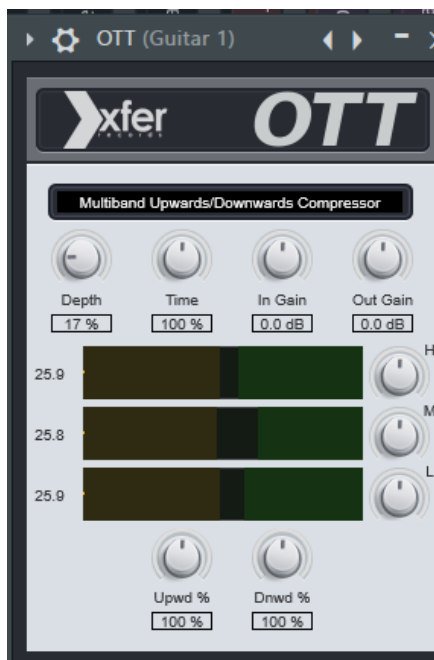 OTT (Guitar 1)
xfer OTT
records
Multiband Upwards/Downwards Compressor
Depth Time In Gain Out Gain
17 % 100 % 0.0 dB 0.0 dB
H
25.9
M
25.8
L
25.9
Upwd % Dnwd %
100 % 100 %